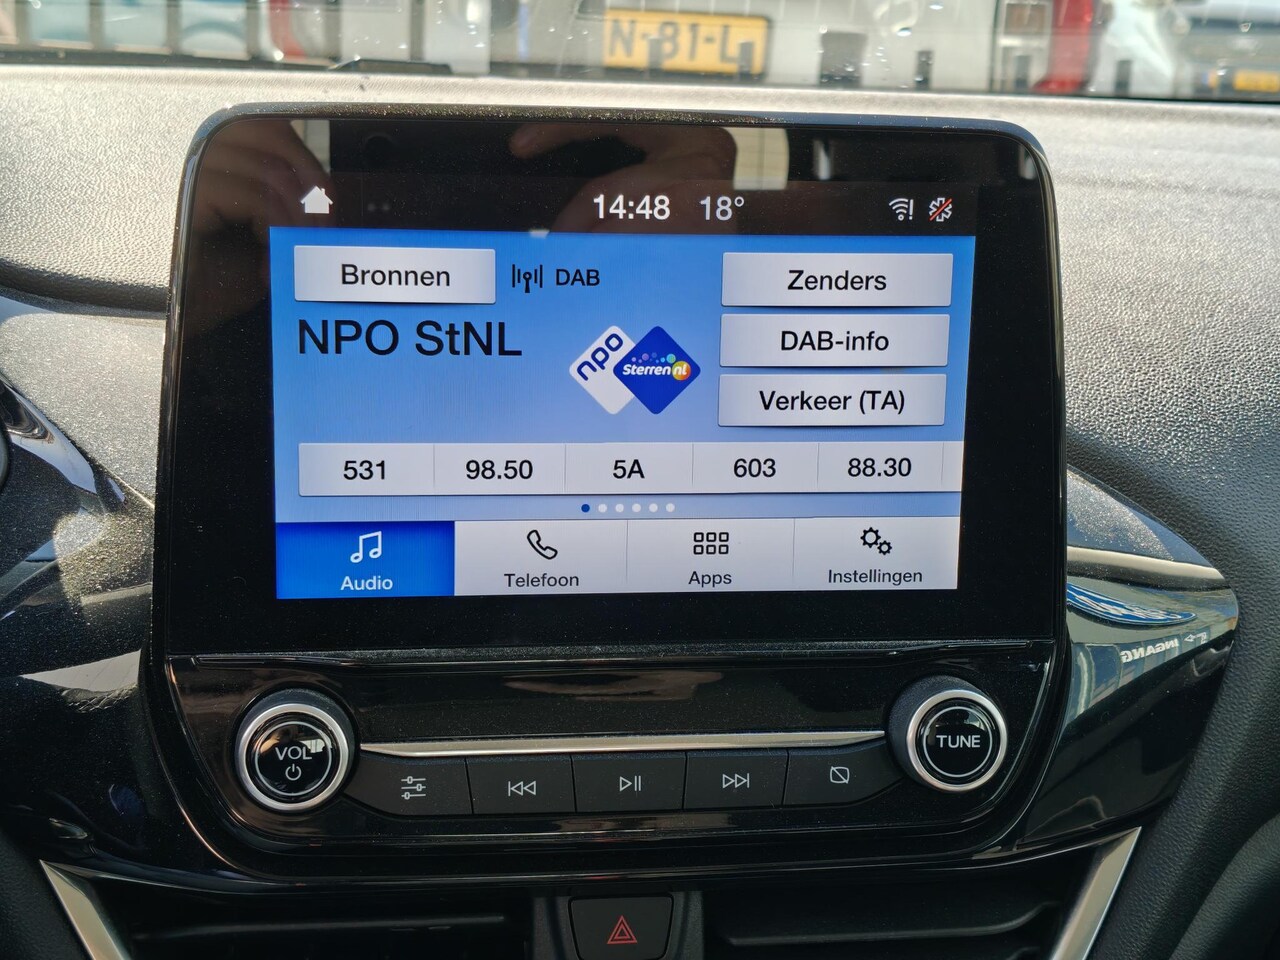 N-81-L
14:48 18°
Bronnen
DAB
Zenders
NPO StNL
npo
Sterren nl
DAB-info
Verkeer (TA)
531 98.50 5A 603 88.30
Audio Telefoon Apps Instellingen
INGANG
VOL
TUNE